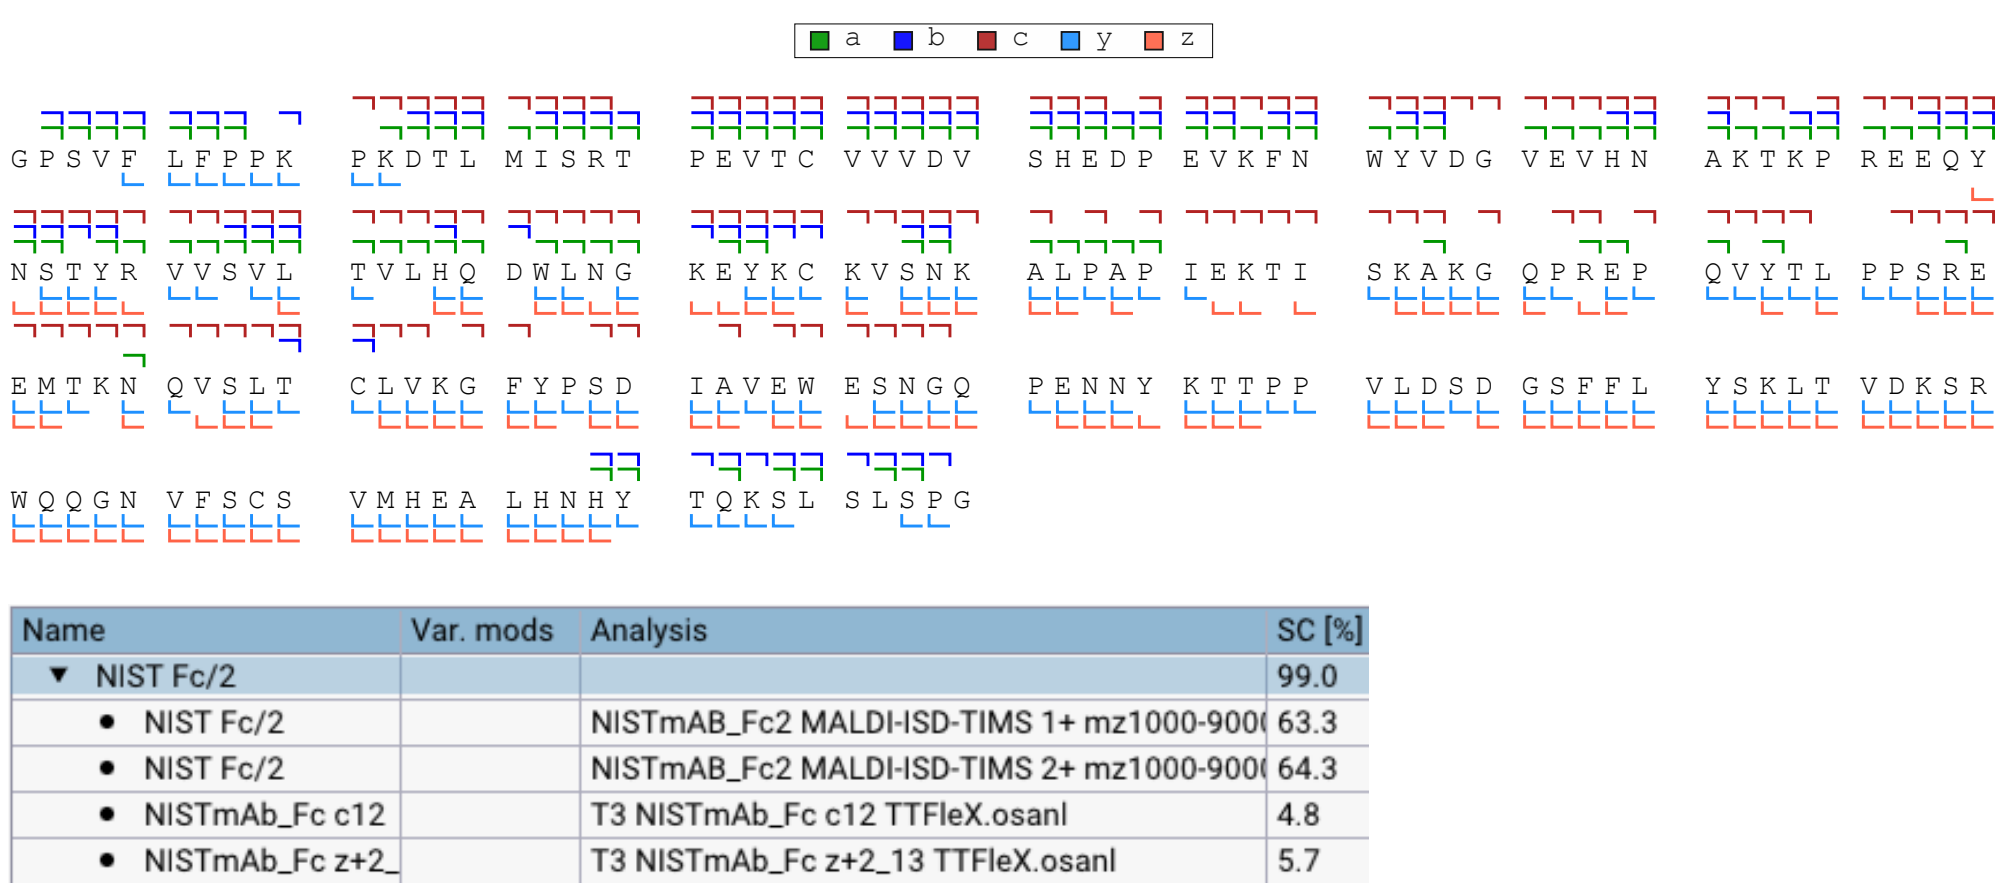 a b c y z
GPSVF LFPPK PKDTL MISRT PEVTC VVVDV SHEDP EVKFN WYVDG VEVHN AKTKP REEQY
NSTYR VVSVL TVLHQ DWLNG KEYKC KVSNK ALPAP IEKTI SKAKG QPREP QVYTL PPSRE
EMTKN QVSLT CLVKG FYPSD IAVEW ESNGQ PENNY KTTPP VLDSD GSFFL YSKLT VDKSR
WQQGN VFSCS VMHEA LHNHY TQKSL SLSPG
Name Var. mods Analysis SC [%]
▼ NIST Fc/2 99.0
• NIST Fc/2 NISTmAB_Fc2 MALDI-ISD-TIMS 1+ mz1000-900 63.3
• NIST Fc/2 NISTmAB_Fc2 MALDI-ISD-TIMS 2+ mz1000-900 64.3
• NISTmAb_Fc c12 T3 NISTmAb_Fc c12 TTFleX.osanl 4.8
• NISTmAb_Fc z+2_ T3 NISTmAb_Fc z+2_13 TTFleX.osanl 5.7